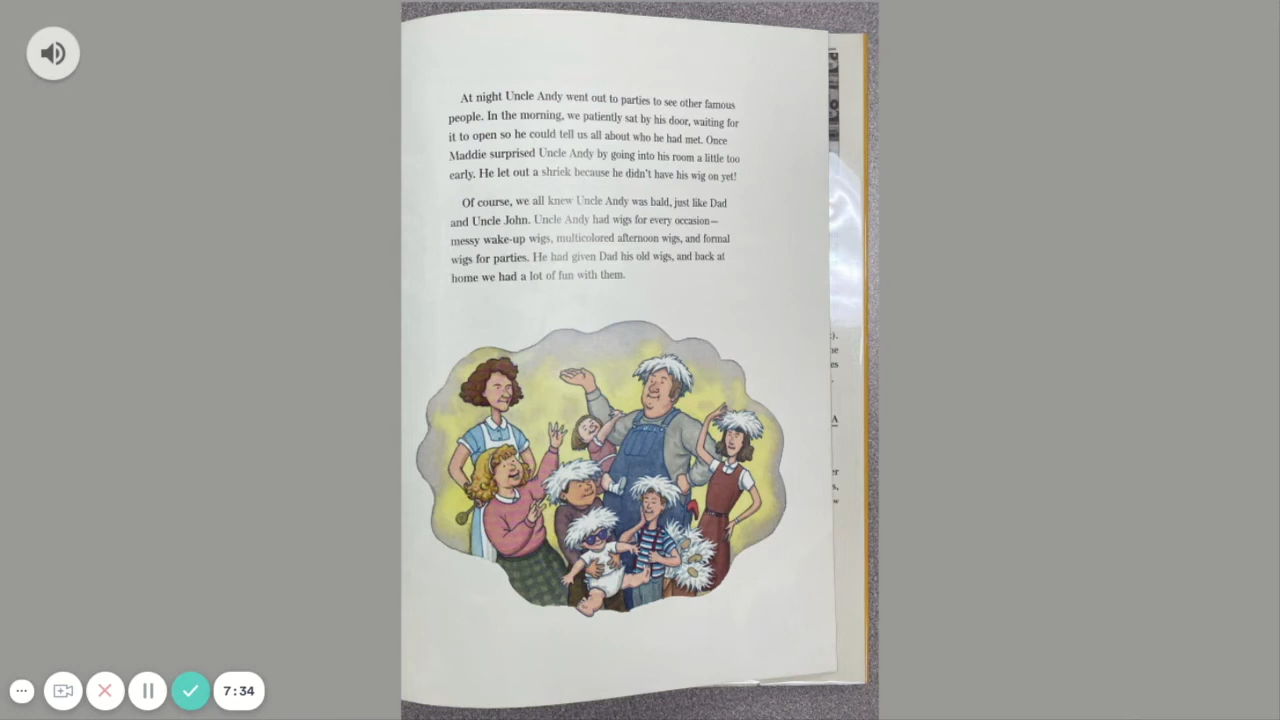 At night Uncle Andy went out to parties to see other famous
people. In the morning, we patiently sat by his door, waiting for
it to open so he could tell us all about who he had met. Once
Maddie surprised Uncle Andy by going into his room a little too
early. He let out a shriek because he didn't have his wig on yet!
Of course, we all knew Uncle Andy was bald, just like Dad
and Uncle John. Uncle Andy had wigs for every occasion—
messy wake-up wigs, multicolored afternoon wigs, and formal
wigs for parties. He had given Dad his old wigs, and back at
home we had a lot of fun with them.
7:34